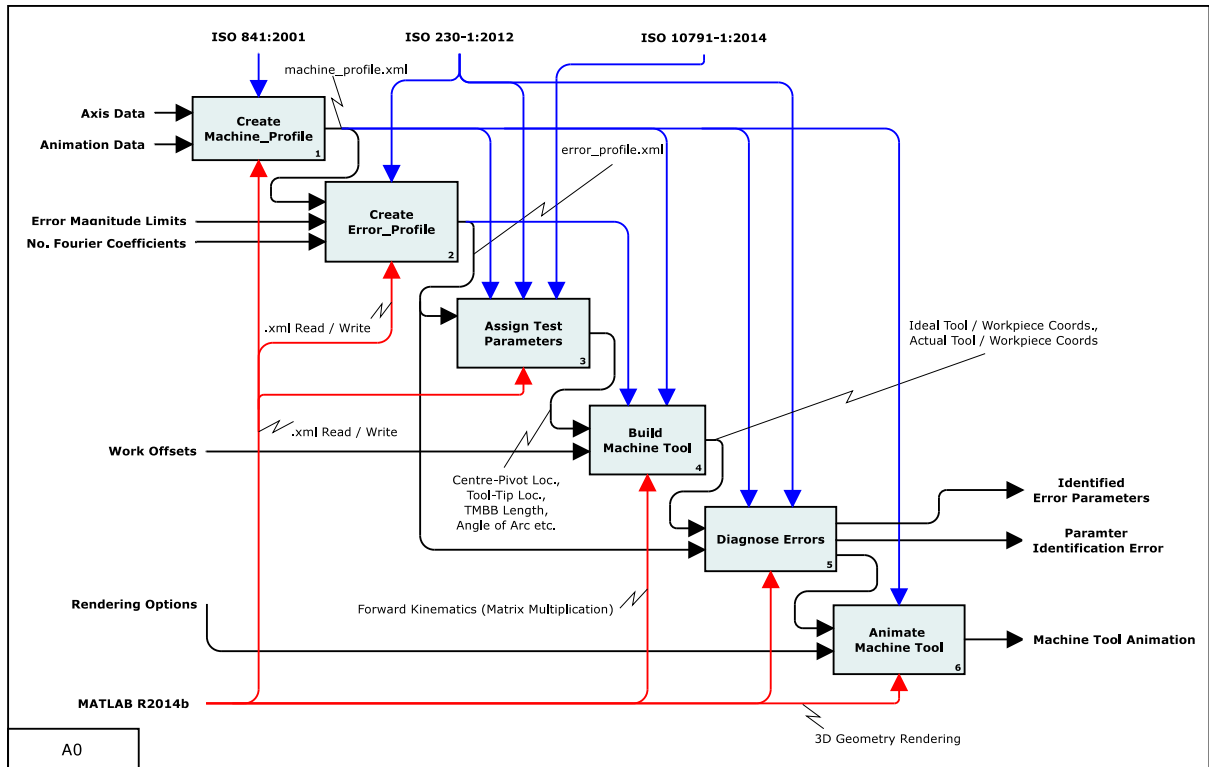 ISO 841:2001
ISO 230-1:2012
ISO 10791-1:2014
machine_profile.xml
Axis Data
Animation Data
Create
Machine_Profile
1
error_profile.xml
Error Magnitude Limits
No. Fourier Coefficients
Create
Error_Profile
2
.xml Read / Write
Assign Test
Parameters
3
Ideal Tool / Workpiece Coords.,
Actual Tool / Workpiece Coords
.xml Read / Write
Work Offsets
Build
Machine Tool
4
Centre-Pivot Loc.,
Tool-Tip Loc.,
TMBB Length,
Angle of Arc etc.
Identified
Error Parameters
Diagnose Errors
5
Paramter
Identification Error
Rendering Options
Forward Kinematics (Matrix Multiplication)
Animate
Machine Tool
6
Machine Tool Animation
MATLAB R2014b
3D Geometry Rendering
A0